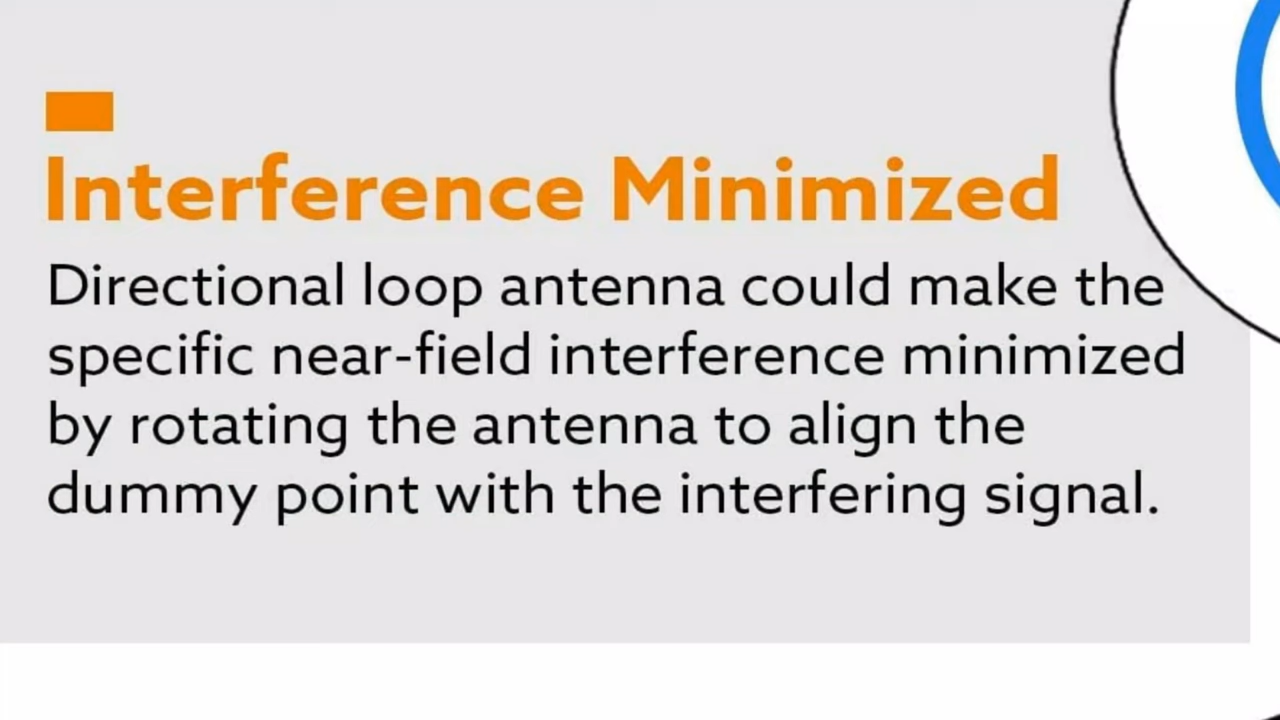 Interference Minimized
Directional loop antenna could make the
specific near-field interference minimized
by rotating the antenna to align the
dummy point with the interfering signal.